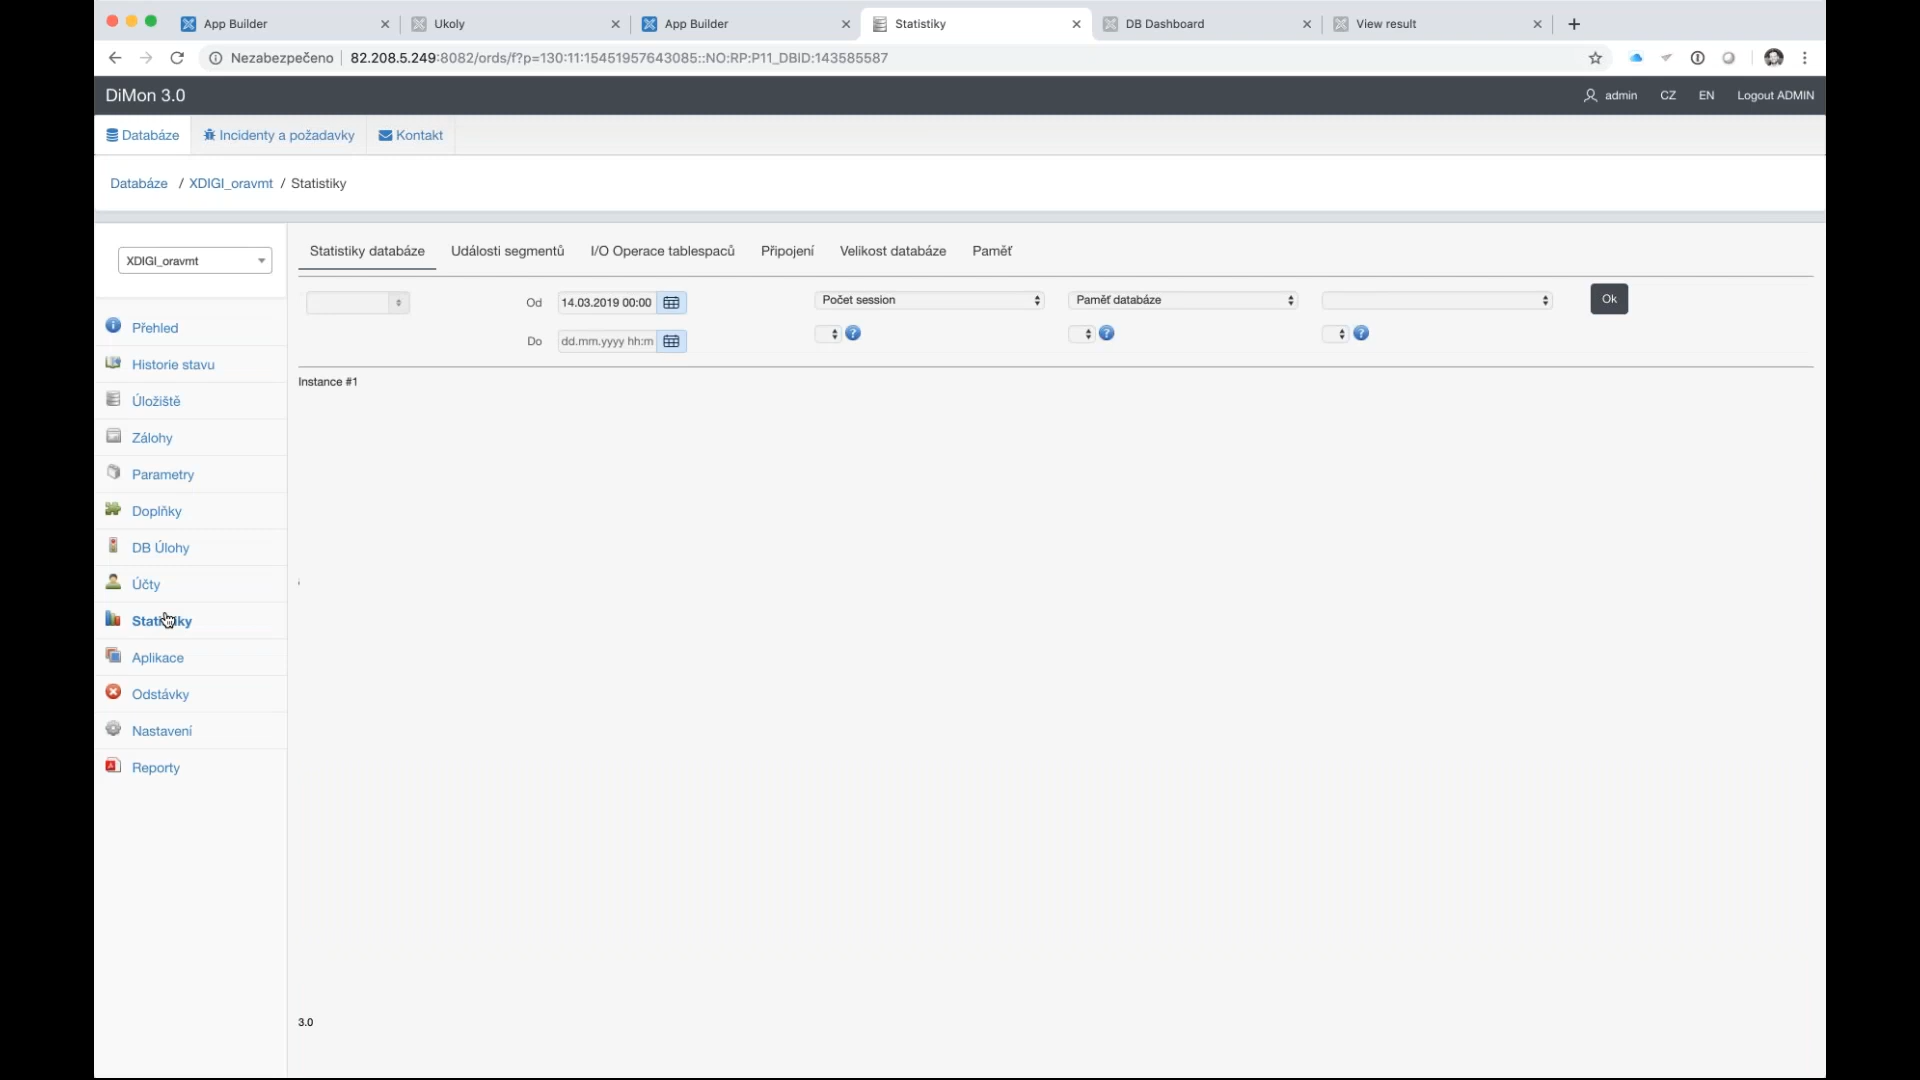 App Builder
Ukoly
App Builder
Statistiky
DB Dashboard
View result
Nezabezpečeno
82.208.5.249:8082/ords/f?p=130:11:15451957643085::NO:RP:P11_DBID:143585587
DiMon 3.0
admin
CZ
EN
Logout ADMIN
Databáze
Incidenty a požadavky
Kontakt
Databáze / XDIGI_oravmt / Statistiky
XDIGI_oravmt
Přehled
Historie stavu
Úložiště
Zálohy
Parametry
Doplňky
DB Úlohy
Účty
Statistiky
Aplikace
Odstávky
Nastavení
Reporty
Statistiky databáze
Události segmentů
I/O Operace tablespaců
Připojení
Velikost databáze
Paměť
Od
14.03.2019 00:00
Počet session
Paměť databáze
Ok
Do
dd.mm.yyyy hh:m
Instance #1
3.0